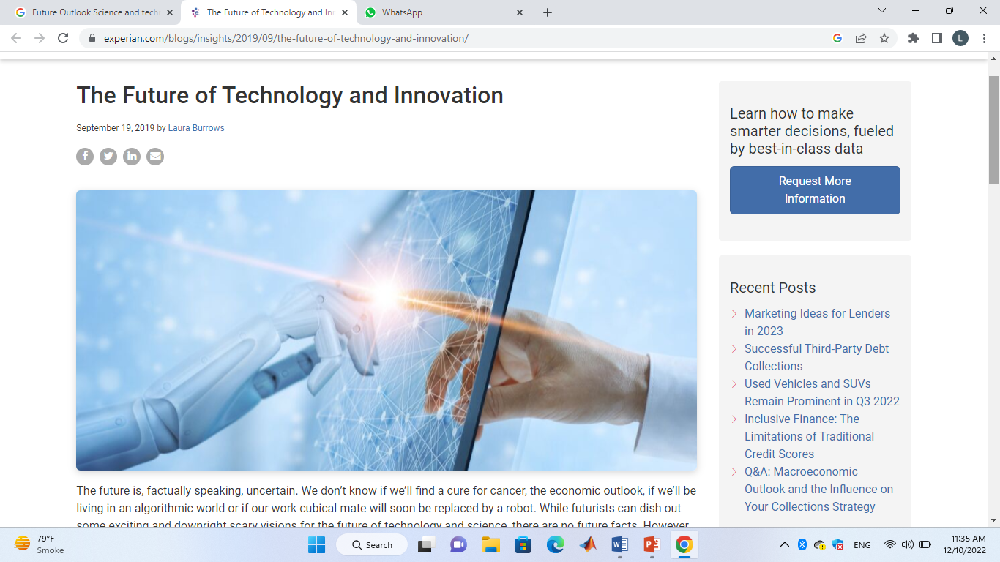 Future Outlook Science and techn
The Future of Technology and Inn
WhatsApp
experian.com/blogs/insights/2019/09/the-future-of-technology-and-innovation/
L
The Future of Technology and Innovation
September 19, 2019 by Laura Burrows
The future is, factually speaking, uncertain. We don’t know if we’ll find a cure for cancer, the economic outlook, if we’ll be
living in an algorithmic world or if our work cubical mate will soon be replaced by a robot. While futurists can dish out
some exciting and downright scary visions for the future of technology and science, there are no future facts. However,
Learn how to make
smarter decisions, fueled
by best-in-class data
Request More
Information
Recent Posts
Marketing Ideas for Lenders
in 2023
Successful Third-Party Debt
Collections
Used Vehicles and SUVs
Remain Prominent in Q3 2022
Inclusive Finance: The
Limitations of Traditional
Credit Scores
Q&A: Macroeconomic
Outlook and the Influence on
Your Collections Strategy
79°F
Smoke
Search
ENG
11:35 AM
12/10/2022